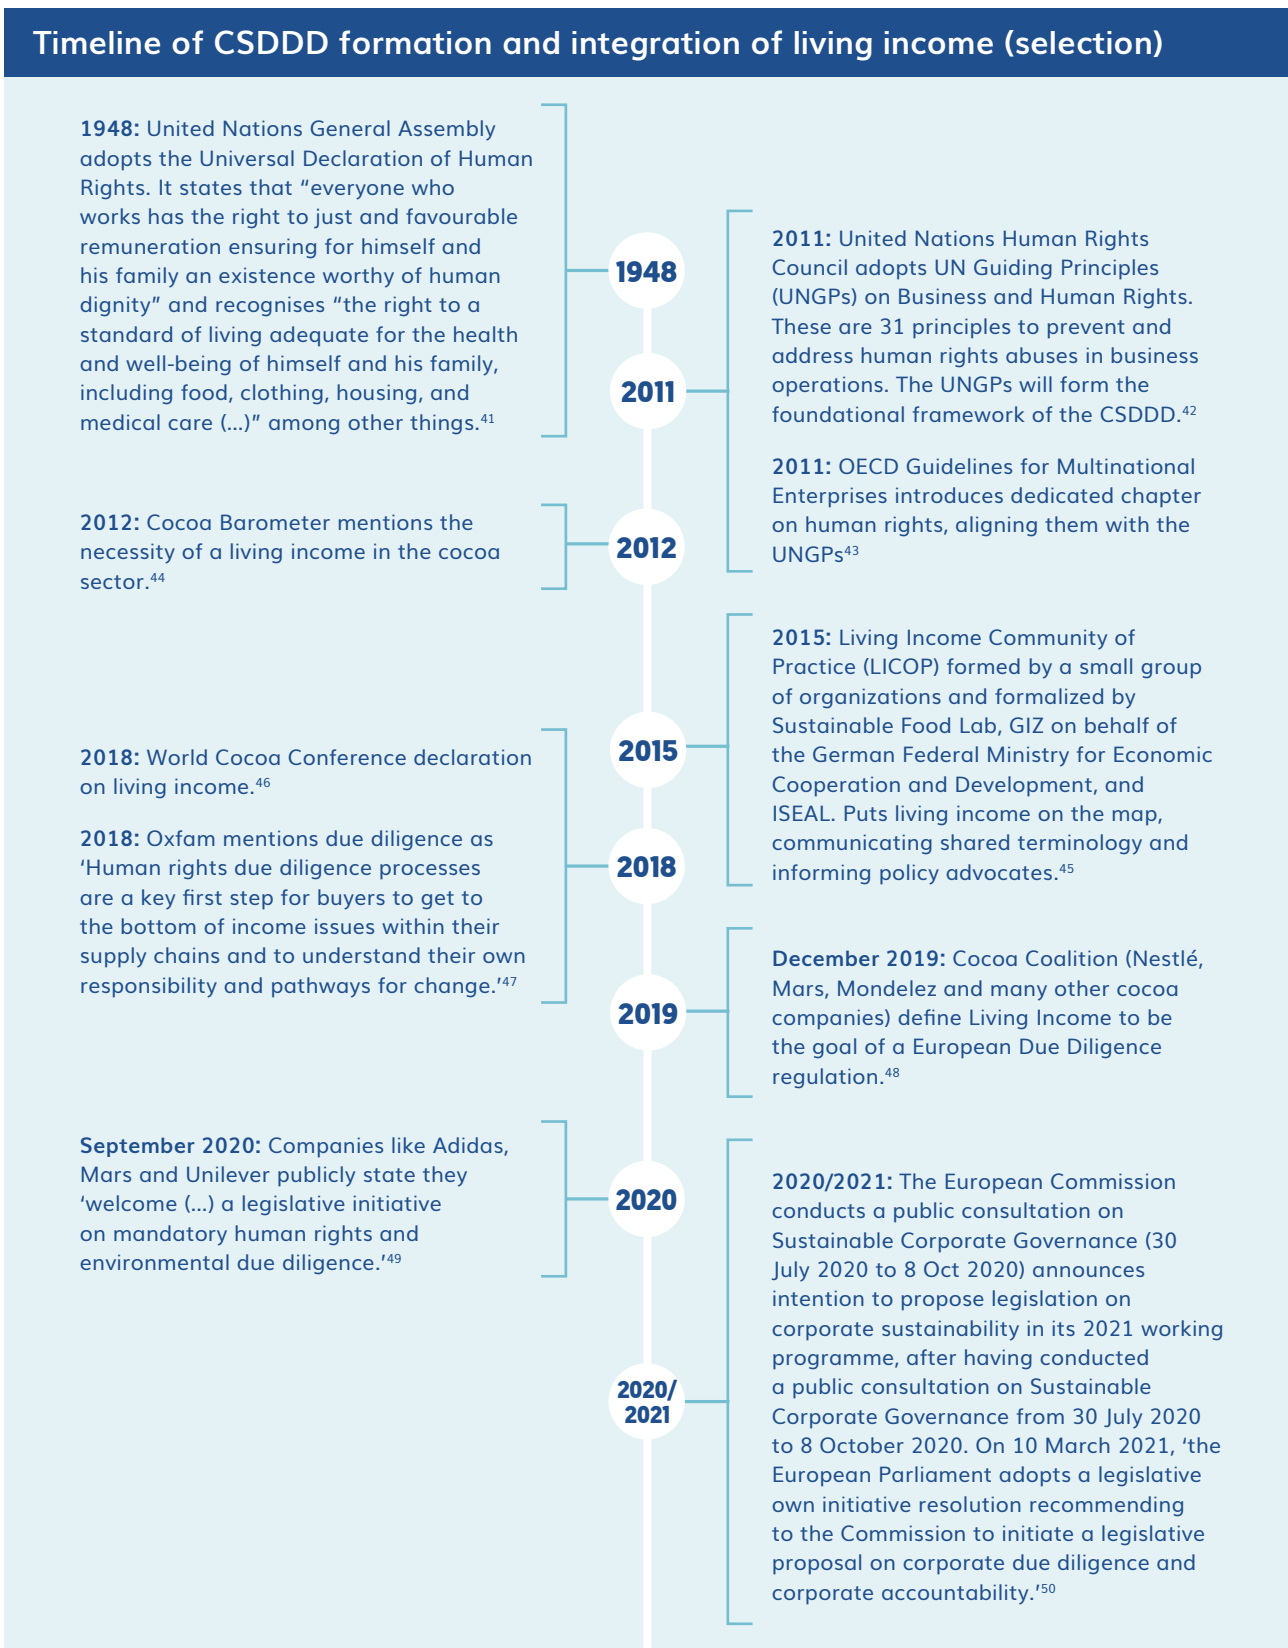 Timeline of CSDDD formation and integration of living income (selection)
1948: United Nations General Assembly
adopts the Universal Declaration of Human
Rights. It states that “everyone who
works has the right to just and favourable
remuneration ensuring for himself and
his family an existence worthy of human
dignity” and recognises “the right to a
standard of living adequate for the health
and well-being of himself and his family,
including food, clothing, housing, and
medical care (...)” among other things.41
1948
2011
2011: United Nations Human Rights
Council adopts UN Guiding Principles
(UNGPs) on Business and Human Rights.
These are 31 principles to prevent and
address human rights abuses in business
operations. The UNGPs will form the
foundational framework of the CSDDD.42
2011: OECD Guidelines for Multinational
Enterprises introduces dedicated chapter
on human rights, aligning them with the
UNGPs43
2012: Cocoa Barometer mentions the
necessity of a living income in the cocoa
sector.44
2012
2015
2015: Living Income Community of
Practice (LICOP) formed by a small group
of organizations and formalized by
Sustainable Food Lab, GIZ on behalf of
the German Federal Ministry for Economic
Cooperation and Development, and
ISEAL. Puts living income on the map,
communicating shared terminology and
informing policy advocates.45
2018: World Cocoa Conference declaration
on living income.46
2018: Oxfam mentions due diligence as
‘Human rights due diligence processes
are a key first step for buyers to get to
the bottom of income issues within their
supply chains and to understand their own
responsibility and pathways for change.’47
2018
2019
December 2019: Cocoa Coalition (Nestlé,
Mars, Mondelez and many other cocoa
companies) define Living Income to be
the goal of a European Due Diligence
regulation.48
September 2020: Companies like Adidas,
Mars and Unilever publicly state they
‘welcome (...) a legislative initiative
on mandatory human rights and
environmental due diligence.’49
2020
2020/
2021
2020/2021: The European Commission
conducts a public consultation on
Sustainable Corporate Governance (30
July 2020 to 8 Oct 2020) announces
intention to propose legislation on
corporate sustainability in its 2021 working
programme, after having conducted
a public consultation on Sustainable
Corporate Governance from 30 July 2020
to 8 October 2020. On 10 March 2021, ‘the
European Parliament adopts a legislative
own initiative resolution recommending
to the Commission to initiate a legislative
proposal on corporate due diligence and
corporate accountability.’50